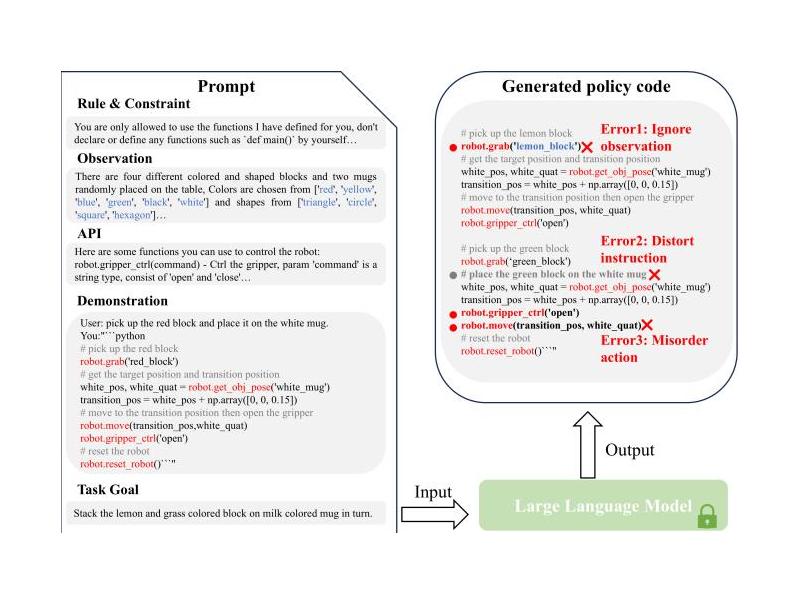 Prompt
Rule & Constraint
You are only allowed to use the functions I have defined for you, don't
declare or define any functions such as `def main()` by yourself…
Observation
There are four different colored and shaped blocks and two mugs
randomly placed on the table, Colors are chosen from ['red', 'yellow',
'blue', 'green', 'black', 'white'] and shapes from ['triangle', 'circle',
'square', 'hexagon']…
API
Here are some functions you can use to control the robot:
robot.gripper_ctrl(command) - Ctrl the gripper, param 'command' is a
string type, consist of 'open' and 'close'…
Demonstration
User: pick up the red block and place it on the white mug.
You:"```python
# pick up the red block
robot.grab('red_block')
# get the target position and transition position
white_pos, white_quat = robot.get_obj_pose('white_mug')
transition_pos = white_pos + np.array([0, 0, 0.15])
# move to the transition position then open the gripper
robot.move(transition_pos,white_quat)
robot.gripper_ctrl('open')
# reset the robot
robot.reset_robot()```"
Task Goal
Stack the lemon and grass colored block on milk colored mug in turn.
Input
Generated policy code
# pick up the lemon block
robot.grab('lemon_block')
Error1: Ignore
observation
# get the target position and transition position
white_pos, white_quat = robot.get_obj_pose('white_mug')
transition_pos = white_pos + np.array([0, 0, 0.15])
# move to the transition position then open the gripper
robot.move(transition_pos, white_quat)
robot.gripper_ctrl('open')
# pick up the green block
robot.grab('green_block')
Error2: Distort
instruction
# place the green block on the white mug
white_pos, white_quat = robot.get_obj_pose('white_mug')
transition_pos = white_pos + np.array([0, 0, 0.15])
robot.gripper_ctrl('open')
robot.move(transition_pos, white_quat)
# reset the robot
robot.reset_robot()```"
Error3: Misorder
action
Output
Large Language Model